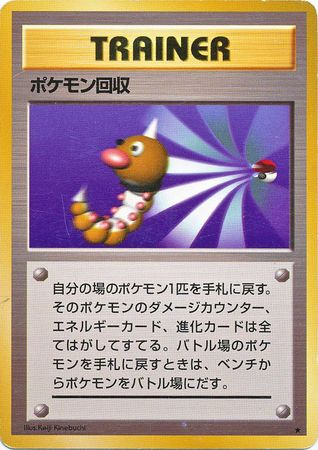 TRAINER
ポケモン回収
自分の場のポケモン1匹を手札に戻す。
そのポケモンのダメージカウンター、
エネルギーカード、進化カードは全
てはがしてすてる。バトル場のポケ
モンを手札に戻すときは、ベンチか
らポケモンをバトル場にだす。
Illus. Keiji Kinebuchi
★